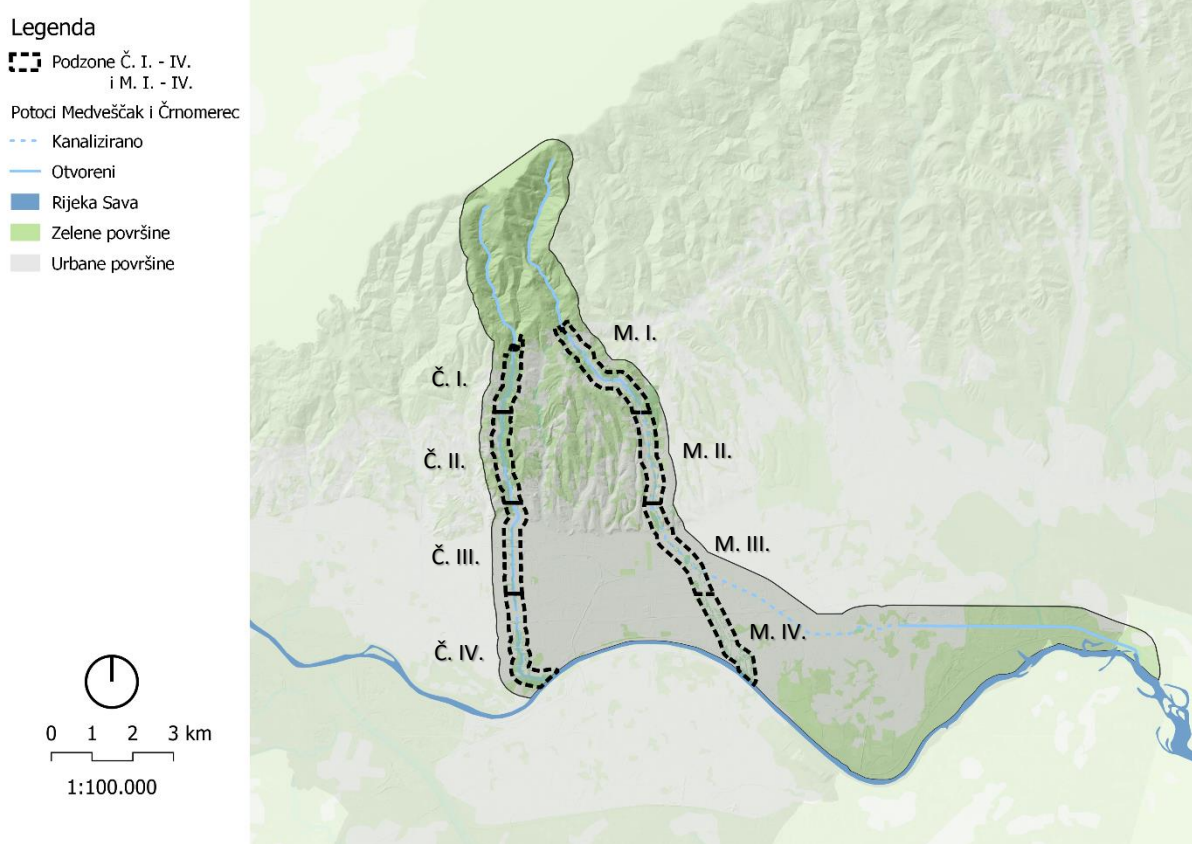 Legenda
Podzone Č. I. - IV.
i M. I. - IV.
Potoci Medveščak i Črnomerec
Kanalizirano
Otvoreni
Rijeka Sava
Zelene površine
Urbane površine
M. I.
Č. I.
M. II.
Č. II.
M. III.
Č. III.
M. IV.
Č. IV.
0 1 2 3 km
1:100.000